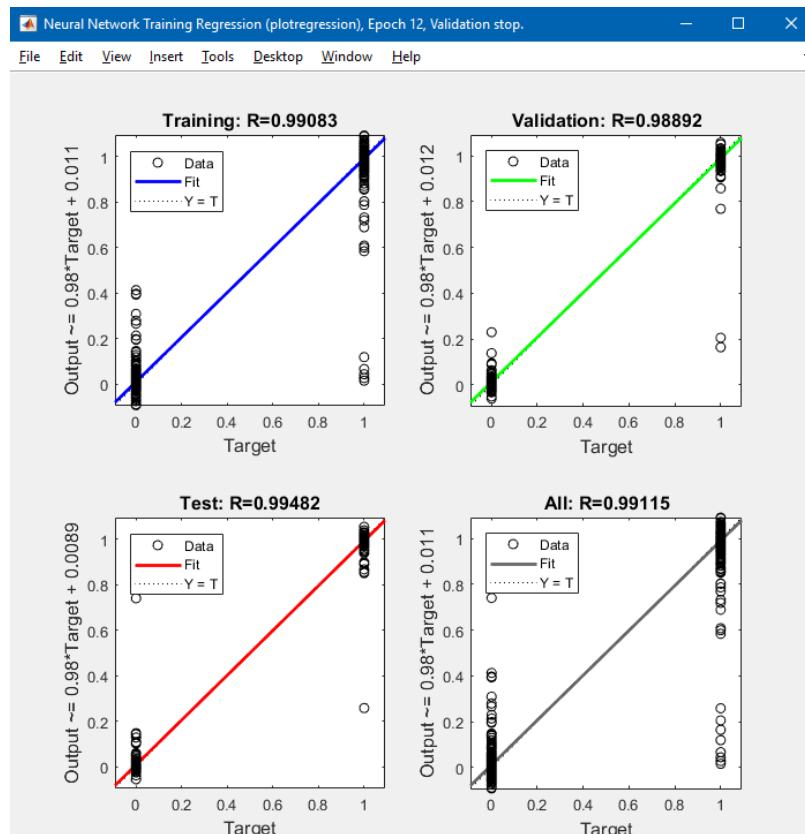 Neural Network Training Regression (plotregression), Epoch 12, Validation stop.
File Edit View Insert Tools Desktop Window Help
Training: R=0.99083
Output ~= 0.98*Target + 0.011
1
0.8
0.6
0.4
0.2
0
Data
Fit
Y = T
0 0.2 0.4 0.6 0.8 1
Target
Validation: R=0.98892
Output ~= 0.98*Target + 0.012
1
0.8
0.6
0.4
0.2
0
Data
Fit
Y = T
0 0.2 0.4 0.6 0.8 1
Target
Test: R=0.99482
Output ~= 0.98*Target + 0.0089
1
0.8
0.6
0.4
0.2
0
Data
Fit
Y = T
0 0.2 0.4 0.6 0.8 1
Target
All: R=0.99115
Output ~= 0.98*Target + 0.011
1
0.8
0.6
0.4
0.2
0
Data
Fit
Y = T
0 0.2 0.4 0.6 0.8 1
Target